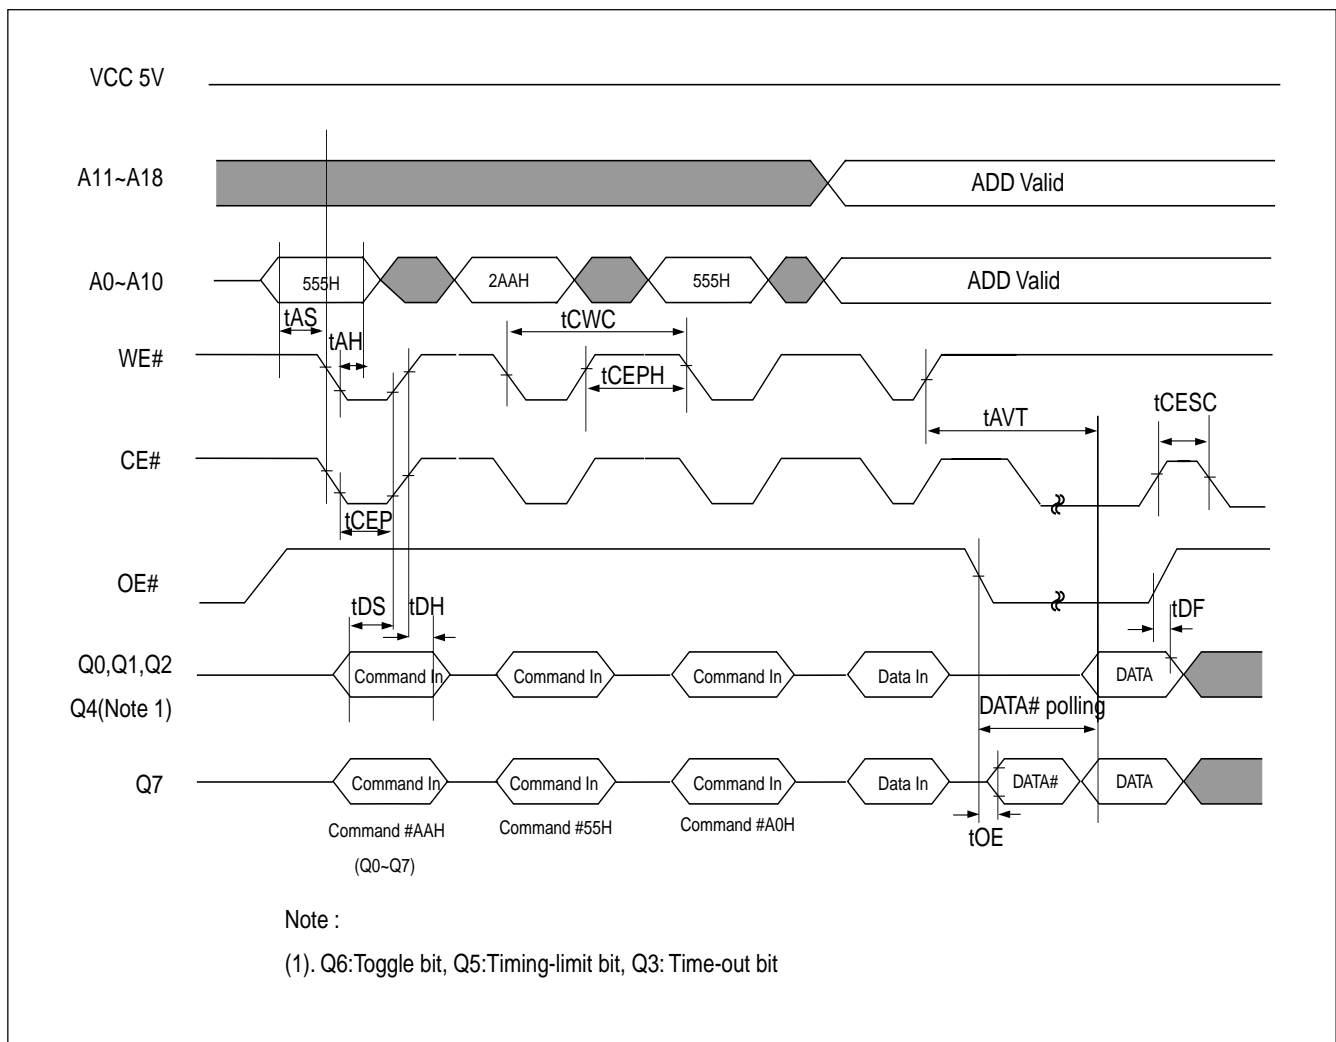 VCC 5V
A11~A18
ADD Valid
A0~A10
555H
2AAH
555H
ADD Valid
tAS
tAH
tCWC
WE#
tCEPH
tAVT
tCESC
CE#
tCEP
OE#
tDS
tDH
tDF
Q0,Q1,Q2
Command In
Command In
Command In
Data In
DATA
Q4(Note 1)
DATA# polling
Q7
Command In
Command In
Command In
Data In
DATA#
DATA
Command #AAH
Command #55H
Command #A0H
tOE
(Q0~Q7)
Note :
(1). Q6:Toggle bit, Q5:Timing-limit bit, Q3: Time-out bit